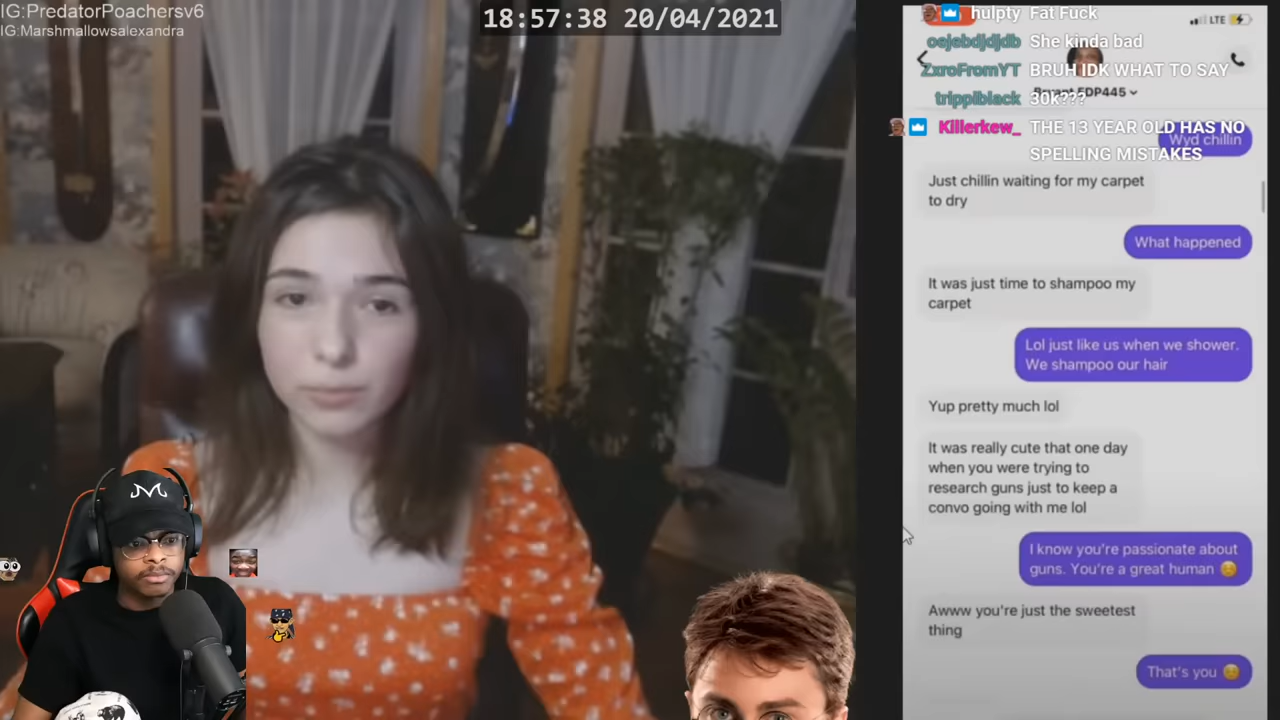 IG:PredatorPoachersv6
IG:Marshmallowsalexandra
18:57:38 20/04/2021
hulpty Fat Fuck
LTE
She kinda bad
ZxroFromYT BRUH IDK WHAT TO SAY
30k???
EDP445
Killerkew_ THE 13 YEAR OLD HAS NO
SPELLING MISTAKES
Wyd chillin
Just chillin waiting for my carpet
to dry
What happened
It was just time to shampoo my
carpet
Lol just like us when we shower.
We shampoo our hair
Yup pretty much lol
It was really cute that one day
when you were trying to
research guns just to keep a
convo going with me lol
I know you're passionate about
guns. You're a great human
Awww you're just the sweetest
thing
That's you